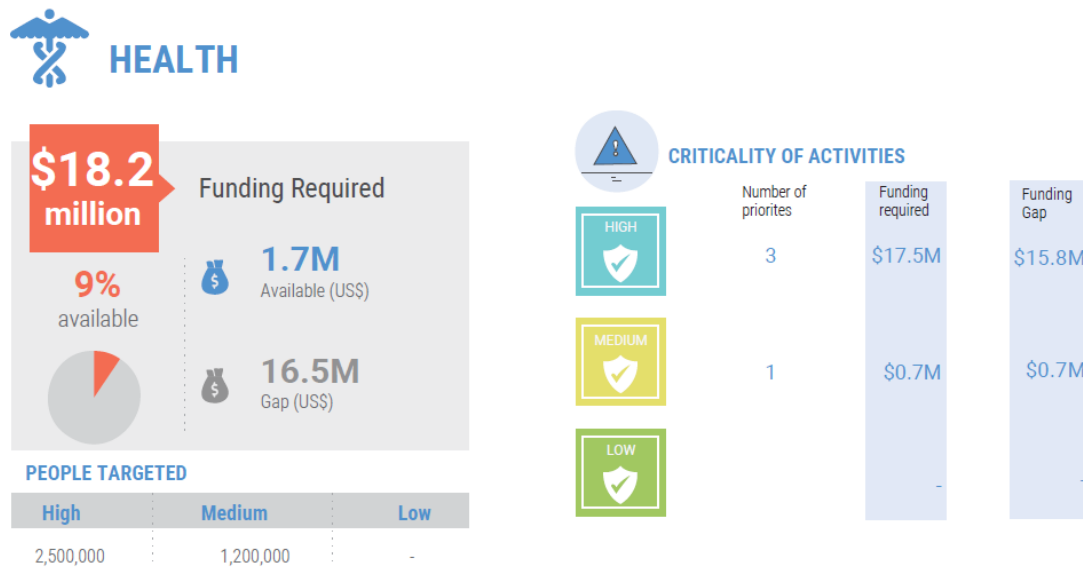 HEALTH
$18.2
million
Funding Required
1.7M
Available (US$)
9%
available
16.5M
Gap (US$)
PEOPLE TARGETED
High Medium Low
2,500,000 1,200,000 -
CRITICALITY OF ACTIVITIES
Number of
priorites
Funding
required
Funding
Gap
HIGH
3 $17.5M $15.8M
MEDIUM
1 $0.7M $0.7M
LOW
- -